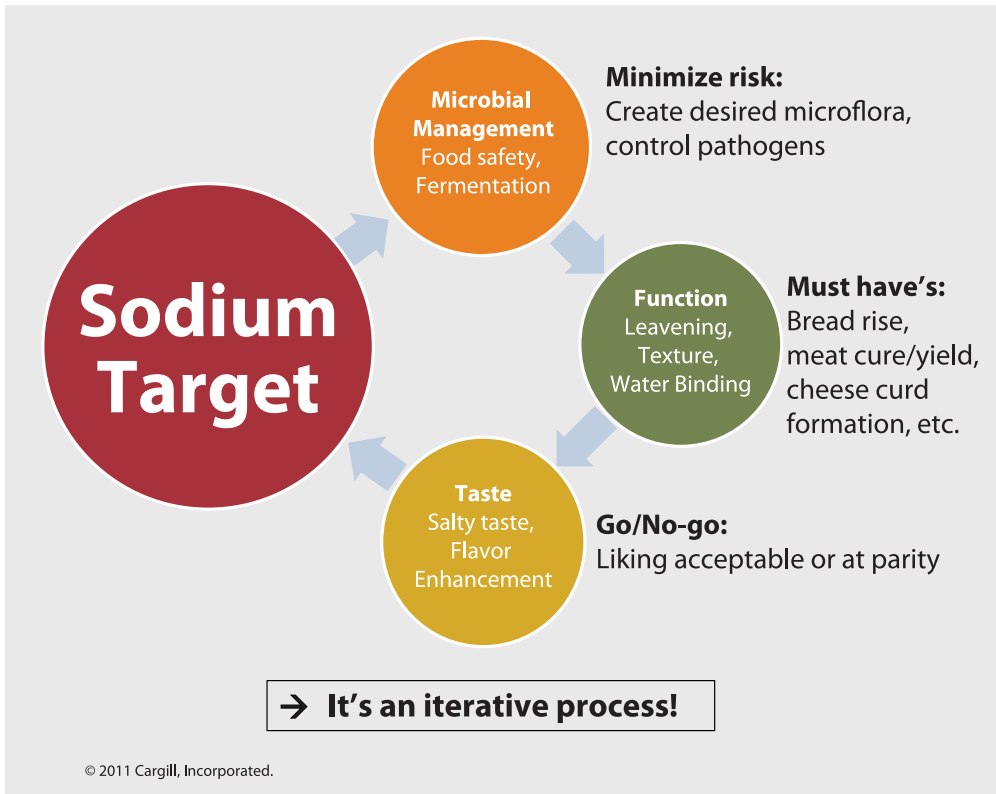 Sodium
Target
Microbial
Management
Food safety,
Fermentation
Minimize risk:
Create desired microflora,
control pathogens
Function
Leavening,
Texture,
Water Binding
Must have’s:
Bread rise,
meat cure/yield,
cheese curd
formation, etc.
Taste
Salty taste,
Flavor
Enhancement
Go/No-go:
Liking acceptable or at parity
→ It’s an iterative process!
© 2011 Cargill, Incorporated.